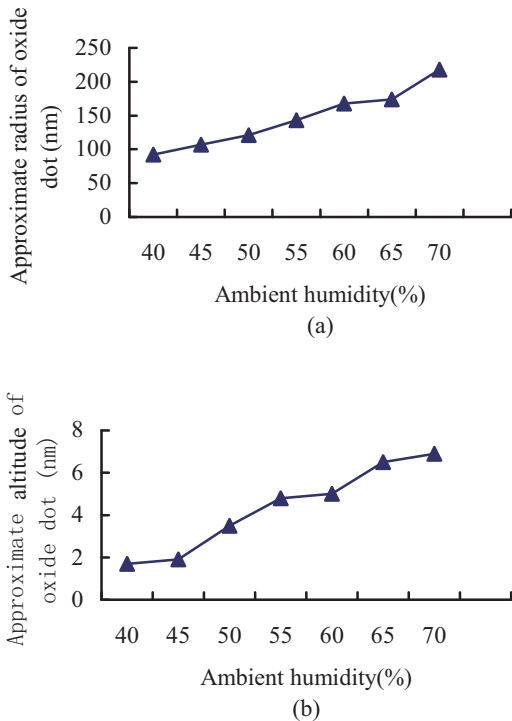 Approximate radius of oxide
dot (nm)
250
200
150
100
50
0
40 45 50 55 60 65 70
Ambient humidity(%)
(a)
Approximate altitude of
oxide dot (nm)
8
6
4
2
0
40 45 50 55 60 65 70
Ambient humidity(%)
(b)